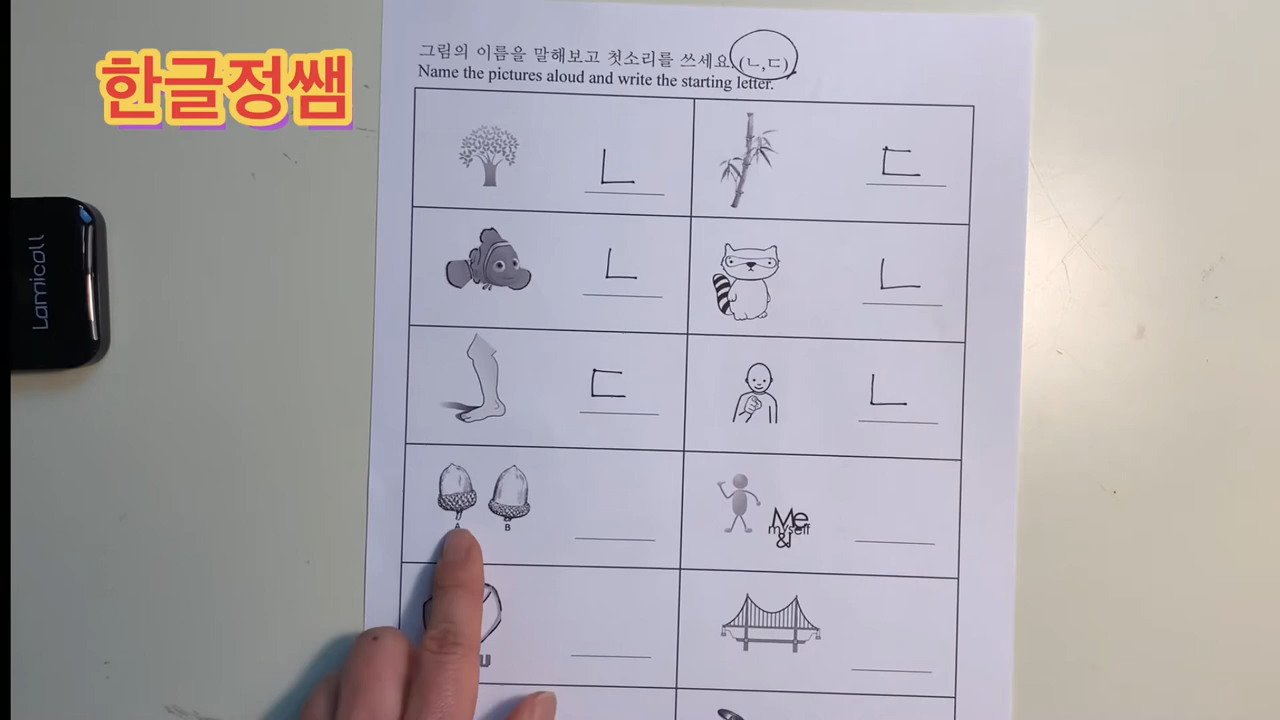 한글정쌤
그림의 이름을 말해보고 첫소리를 쓰세요. (ㄴ,ㄷ)
Name the pictures aloud and write the starting letter.
ㄴ
ㄷ
ㄴ
ㄴ
ㄷ
ㄴ
A
B
Me
myself
&I
Lamicall